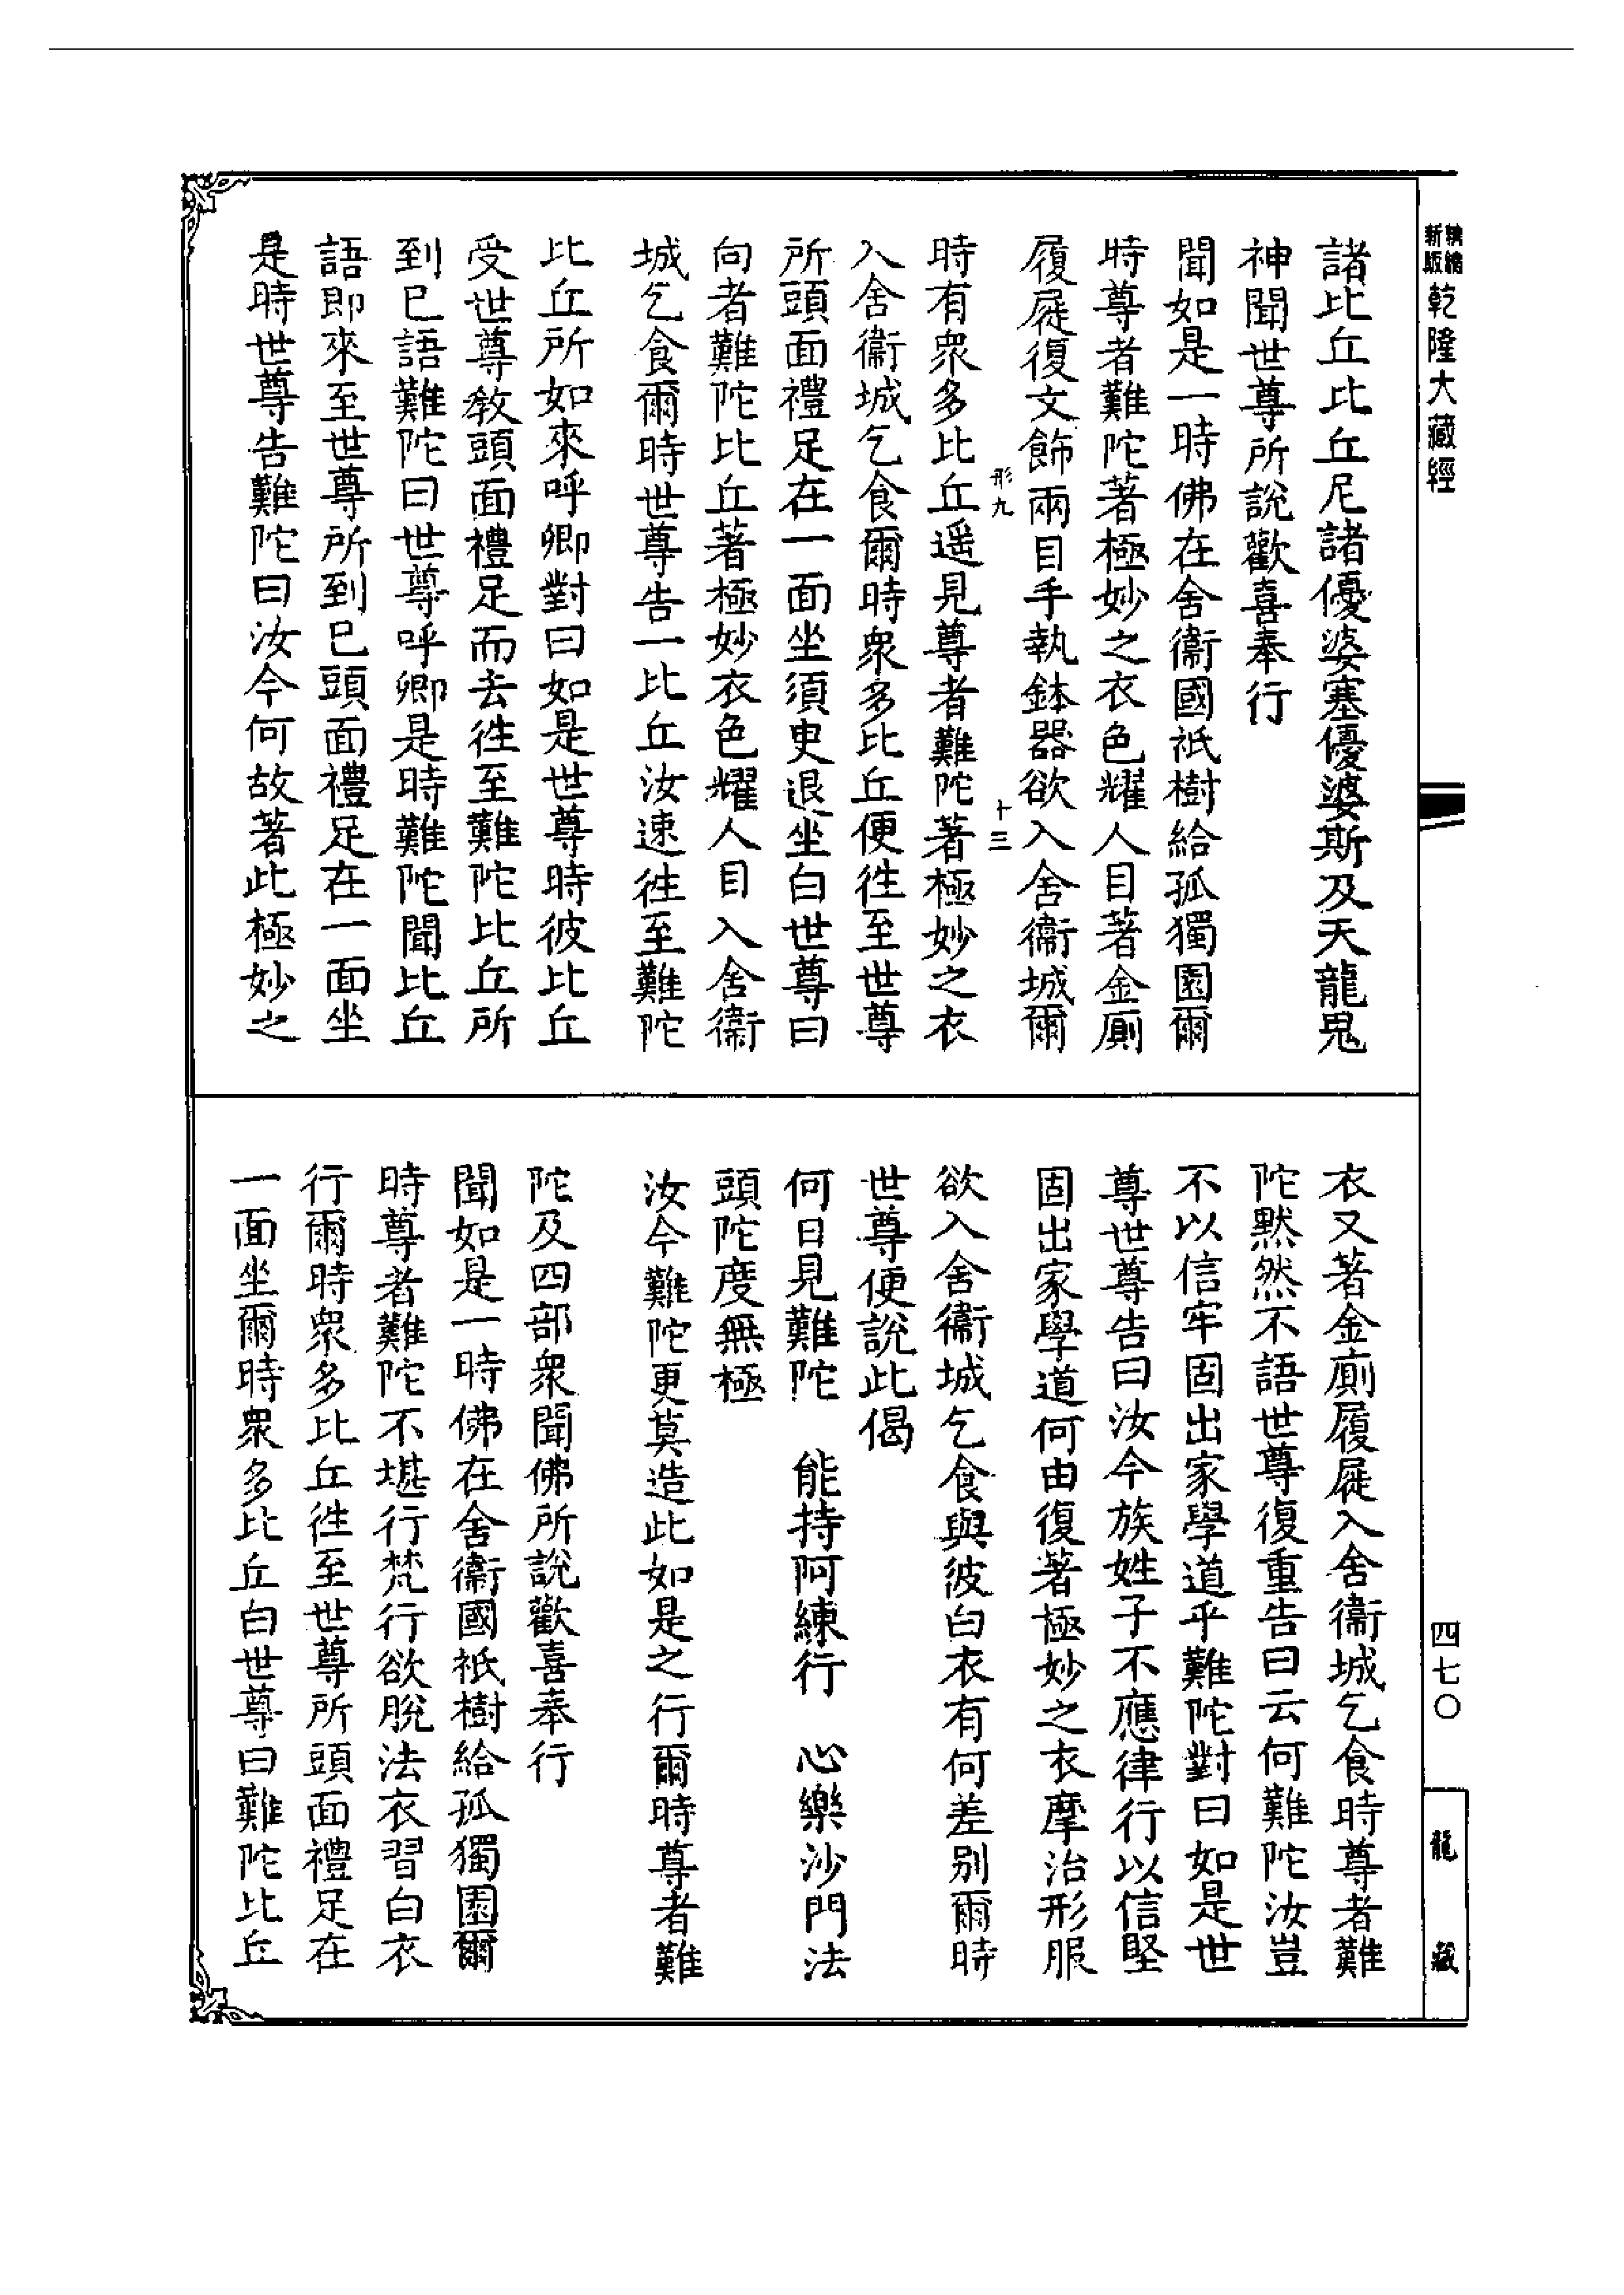 精縮
新版
乾隆大藏經
諸比丘比丘尼諸優婆塞優婆斯及天龍鬼
神聞世尊所說歡喜奉行
聞如是一時佛在舍衞國祇樹給孤獨園爾
時尊者難陀著極妙之衣色耀人目著金廁
履屣復文飾兩目手執鉢器欲入舍衞城爾
形九
十三
時有衆多比丘遥見尊者難陀著極妙之衣
入舍衞城乞食爾時衆多比丘便徃至世尊
所頭面禮足在一面坐須臾退坐白世尊曰
向者難陀比丘著極妙衣色耀人目入舍衞
城乞食爾時世尊告一比丘汝速徃至難陀
比丘所如來呼卿對曰如是世尊時彼比丘
受世尊教頭面禮足而去徃至難陀比丘所
到已語難陀曰世尊呼卿是時難陀聞比丘
語即來至世尊所到已頭面禮足在一面坐
是時世尊告難陀曰汝今何故著此極妙之
衣又著金廁履屣入舍衞城乞食時尊者難
陀黙然不語世尊復重告曰云何難陀汝豈
不以信牢固出家學道乎難陀對曰如是世
尊世尊告曰汝今族姓子不應律行以信堅
固出家學道何由復著極妙之衣摩治形服
欲入舍衞城乞食與彼白衣有何差别爾時
世尊便說此偈
何日見難陀　能持阿練行　心樂沙門法
頭陀度無極
汝今難陀更莫造此如是之行爾時尊者難
陀及四部衆聞佛所說歡喜奉行
聞如是一時佛在舍衞國祇樹給孤獨園爾
時尊者難陀不堪行梵行欲脫法衣習白衣
行爾時衆多比丘徃至世尊所頭面禮足在
一面坐爾時衆多比丘白世尊曰難陀比丘
四七〇
龍藏